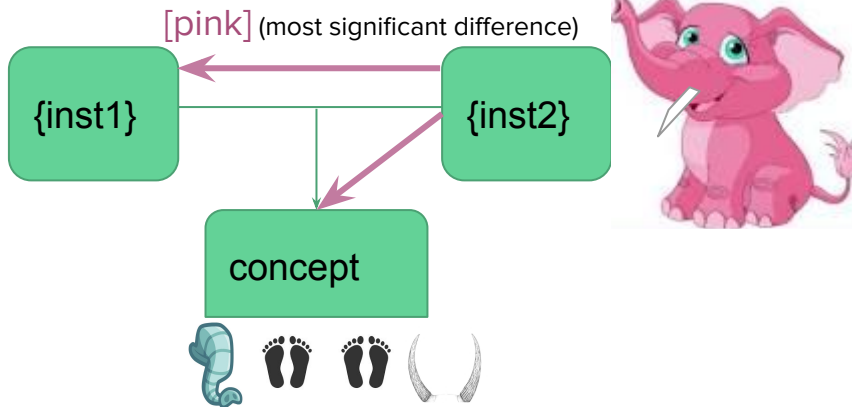 [pink] (most significant difference)
{inst1}
{inst2}
concept